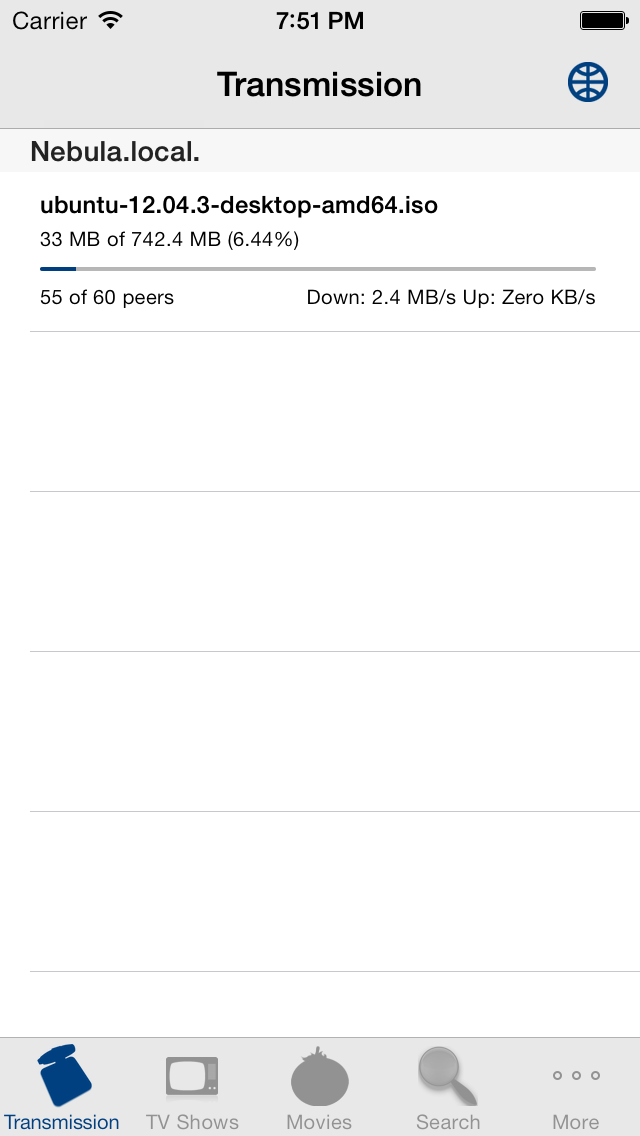 Carrier 7:51 PM
Transmission
Nebula.local.
ubuntu-12.04.3-desktop-amd64.iso
33 MB of 742.4 MB (6.44%)
55 of 60 peers Down: 2.4 MB/s Up: Zero KB/s
Transmission TV Shows Movies Search More